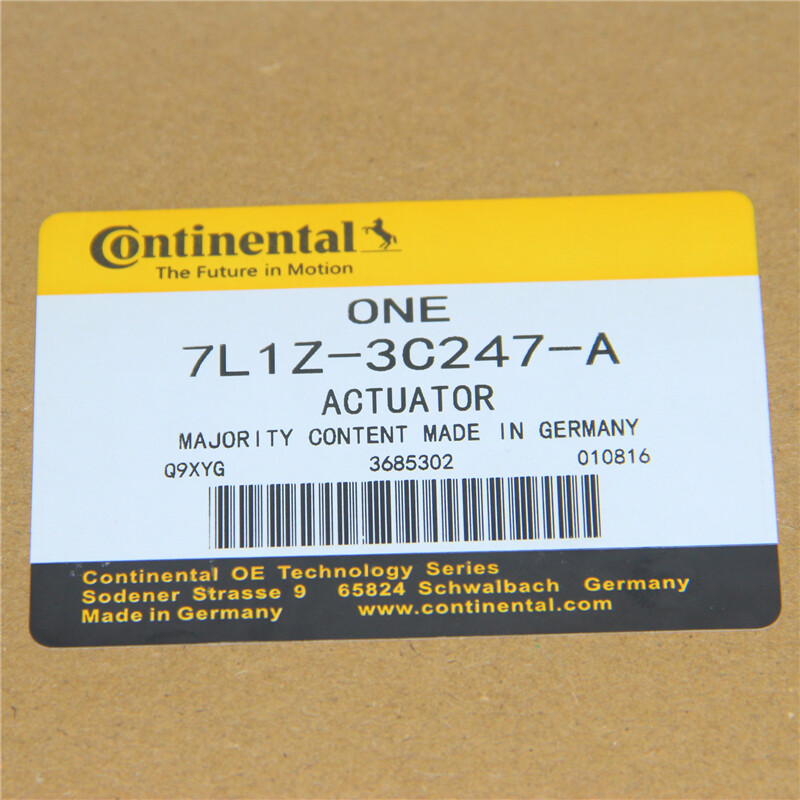 Continental
The Future in Motion
ONE
7L1Z-3C247-A
ACTUATOR
MAJORITY CONTENT MADE IN GERMANY
Q9XYG 3685302 010816
Continental OE Technology Series
Sodener Strasse 9 65824 Schwalbach Germany
Made in Germany www.continental.com